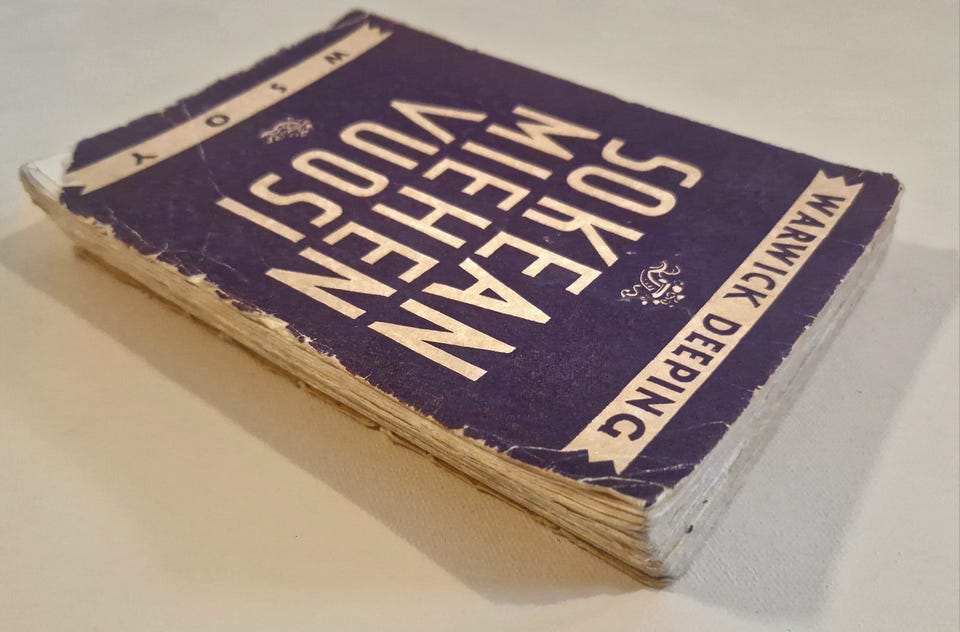 WARWICK DEEPING
SOKEAN
MIEHEN
VUOSI
W S O Y